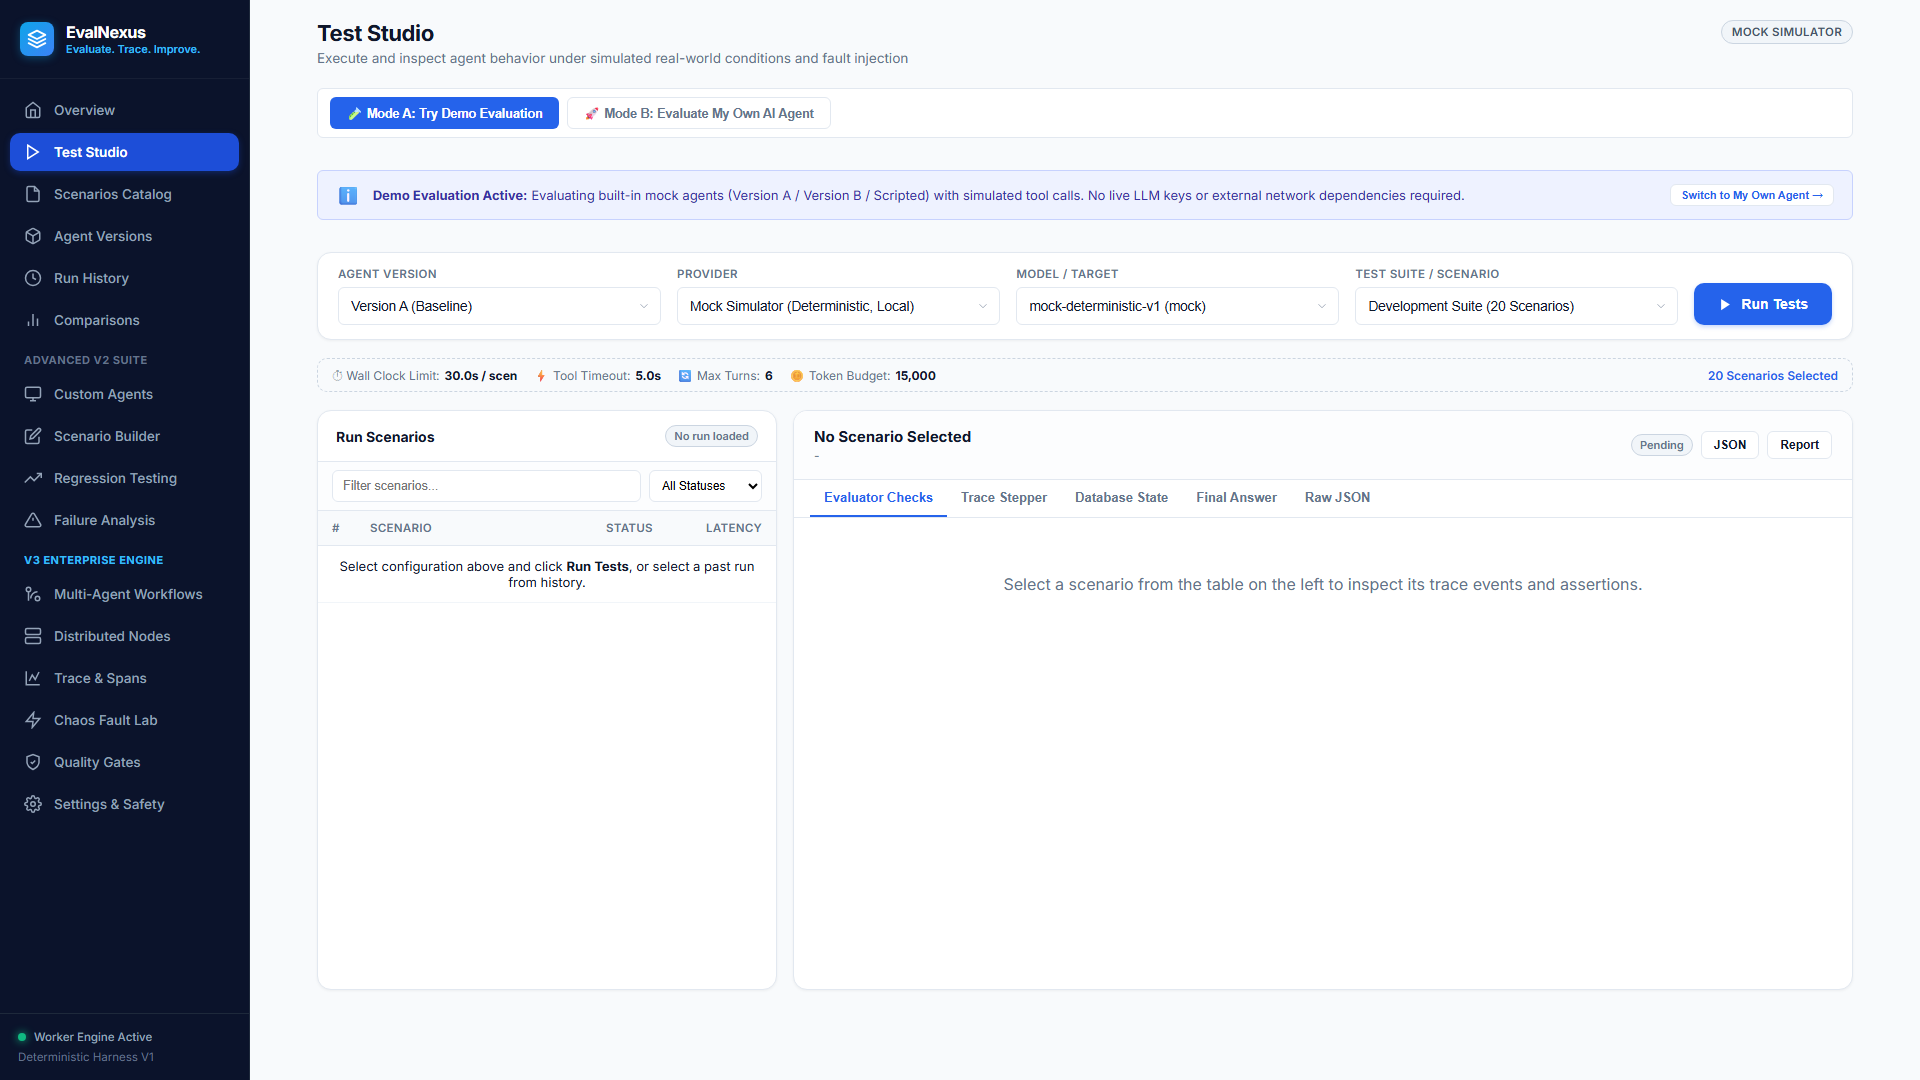 EvalNexus
Evaluate. Trace. Improve.
Overview
Test Studio
Scenarios Catalog
Agent Versions
Run History
Comparisons
ADVANCED V2 SUITE
Custom Agents
Scenario Builder
Regression Testing
Failure Analysis
V3 ENTERPRISE ENGINE
Multi-Agent Workflows
Distributed Nodes
Trace & Spans
Chaos Fault Lab
Quality Gates
Settings & Safety
Worker Engine Active
Deterministic Harness V1
Test Studio
Execute and inspect agent behavior under simulated real-world conditions and fault injection
MOCK SIMULATOR
Mode A: Try Demo Evaluation
Mode B: Evaluate My Own AI Agent
Demo Evaluation Active: Evaluating built-in mock agents (Version A / Version B / Scripted) with simulated tool calls. No live LLM keys or external network dependencies required.
Switch to My Own Agent →
AGENT VERSION
Version A (Baseline)
PROVIDER
Mock Simulator (Deterministic, Local)
MODEL / TARGET
mock-deterministic-v1 (mock)
TEST SUITE / SCENARIO
Development Suite (20 Scenarios)
Run Tests
Wall Clock Limit: 30.0s / scen
Tool Timeout: 5.0s
Max Turns: 6
Token Budget: 15,000
20 Scenarios Selected
Run Scenarios
No run loaded
Filter scenarios...
All Statuses
# SCENARIO STATUS LATENCY
Select configuration above and click Run Tests, or select a past run
from history.
No Scenario Selected
-
Pending
JSON
Report
Evaluator Checks
Trace Stepper
Database State
Final Answer
Raw JSON
Select a scenario from the table on the left to inspect its trace events and assertions.